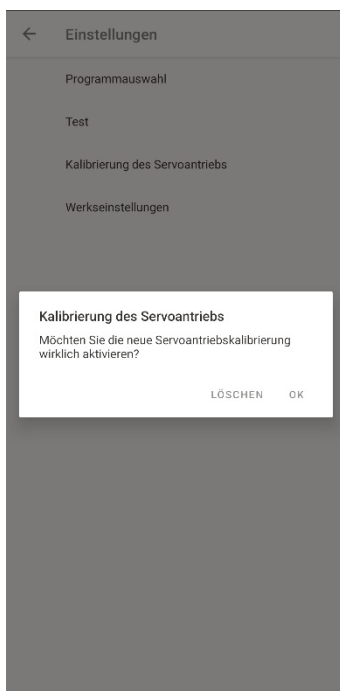 Einstellungen
Programmauswahl
Test
Kalibrierung des Servoantriebs
Werkseinstellungen
Kalibrierung des Servoantriebs
Möchten Sie die neue Servoantriebskalibrierung
wirklich aktivieren?
LÖSCHEN OK